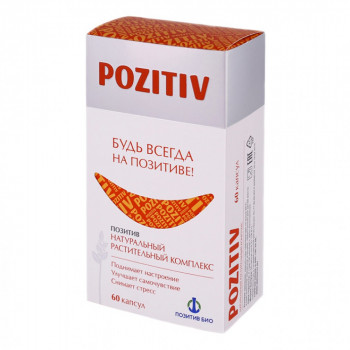 POZITIV
БУДЬ ВСЕГДА
НА ПОЗИТИВЕ!
ПОЗИТИВ
НАТУРАЛЬНЫЙ
РАСТИТЕЛЬНЫЙ КОМПЛЕКС
Поднимает настроение
Улучшает самочувствие
Снимает стресс
60 капсул
ПОЗИТИВ БИО
POZITIV
60 капсул